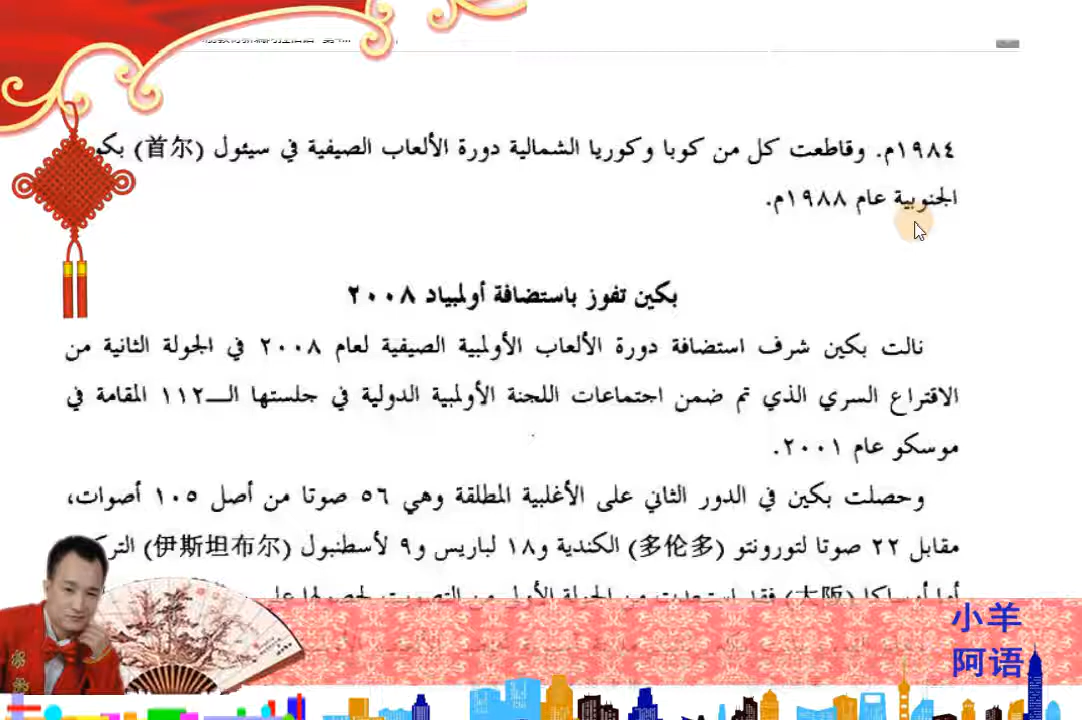 ١٩٨٤م. وقاطعت كل من كوبا وكوريا الشمالية دورة الألعاب الصيفية في سيئول (首尔)
الجنوبية عام ١٩٨٨م.
بكين تفوز باستضافة أولمبياد ٢٠٠٨
نالت بكين شرف استضافة دورة الألعاب الأولمبية الصيفية لعام ٢٠٠٨ في الجولة الثانية من
الاقتراع السري الذي تم ضمن اجتماعات اللجنة الأولمبية الدولية في جلستها الــ١١٢ المقامة في
موسكو عام ٢٠٠١.
وحصلت بكين في الدور الثاني على الأغلبية المطلقة وهي ٥٦ صوتا من أصل ١٠٥ أصوات،
مقابل ٢٢ صوتا لتورونتو (多伦多) الكندية و١٨ لباريس و٩ لأسطنبول (伊斯坦布尔)
小羊
阿语